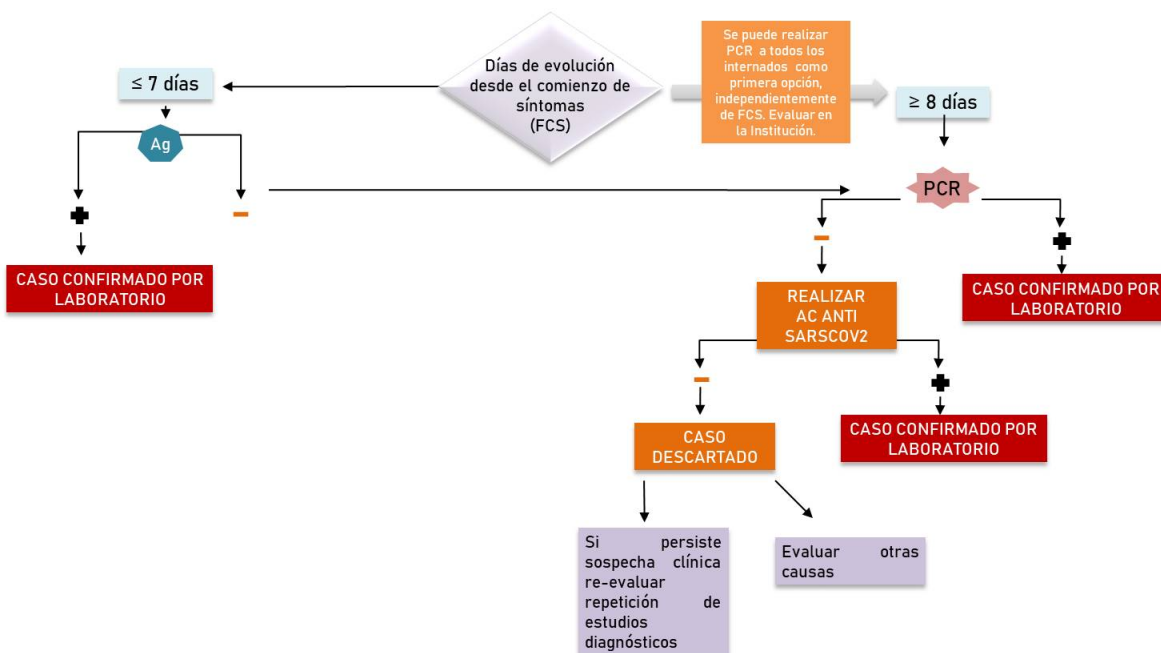 Días de evolución
desde el comienzo de
síntomas
(FCS)
Se puede realizar
PCR a todos los
internados como
primera opción,
independientemente
de FCS. Evaluar en
la Institución.
≤ 7 días
≥ 8 días
Ag
PCR
+
-
-
+
CASO CONFIRMADO POR
LABORATORIO
REALIZAR
AC ANTI
SARSCOV2
CASO CONFIRMADO POR
LABORATORIO
-
+
CASO
DESCARTADO
CASO CONFIRMADO POR
LABORATORIO
Si persiste
sospecha clínica
re-evaluar
repetición de
estudios
diagnósticos
Evaluar otras
causas